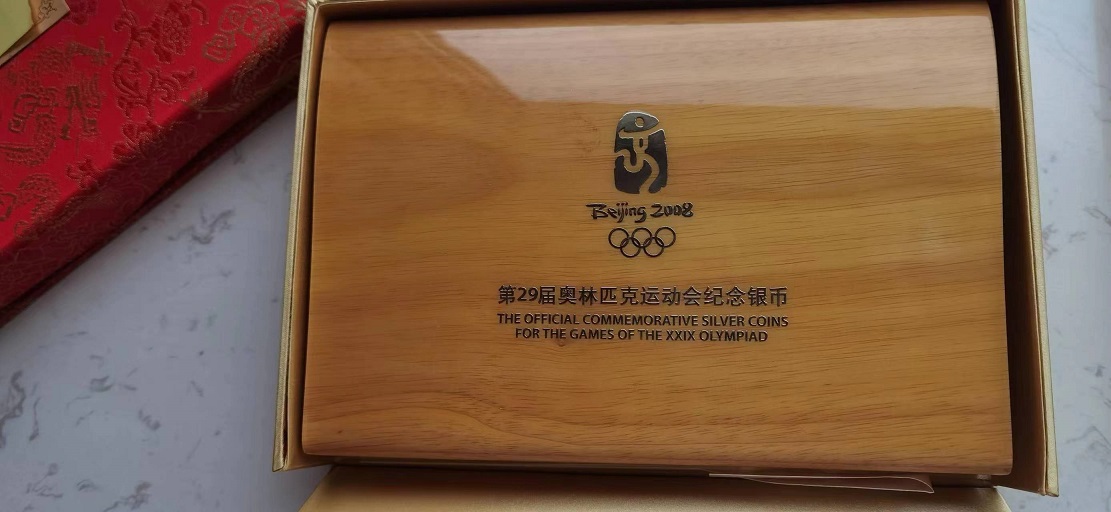 Beijing 2008
第29届奥林匹克运动会纪念银币
THE OFFICIAL COMMEMORATIVE SILVER COINS
FOR THE GAMES OF THE XXIX OLYMPIAD